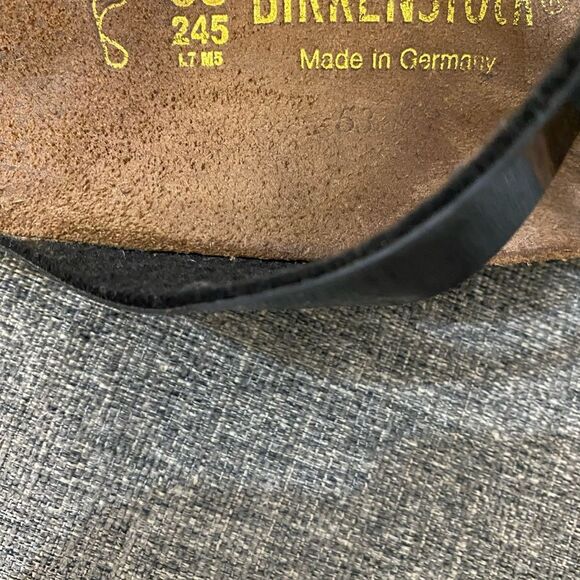 BIRKENSTOCK®
245
L7 M5
Made in Germany